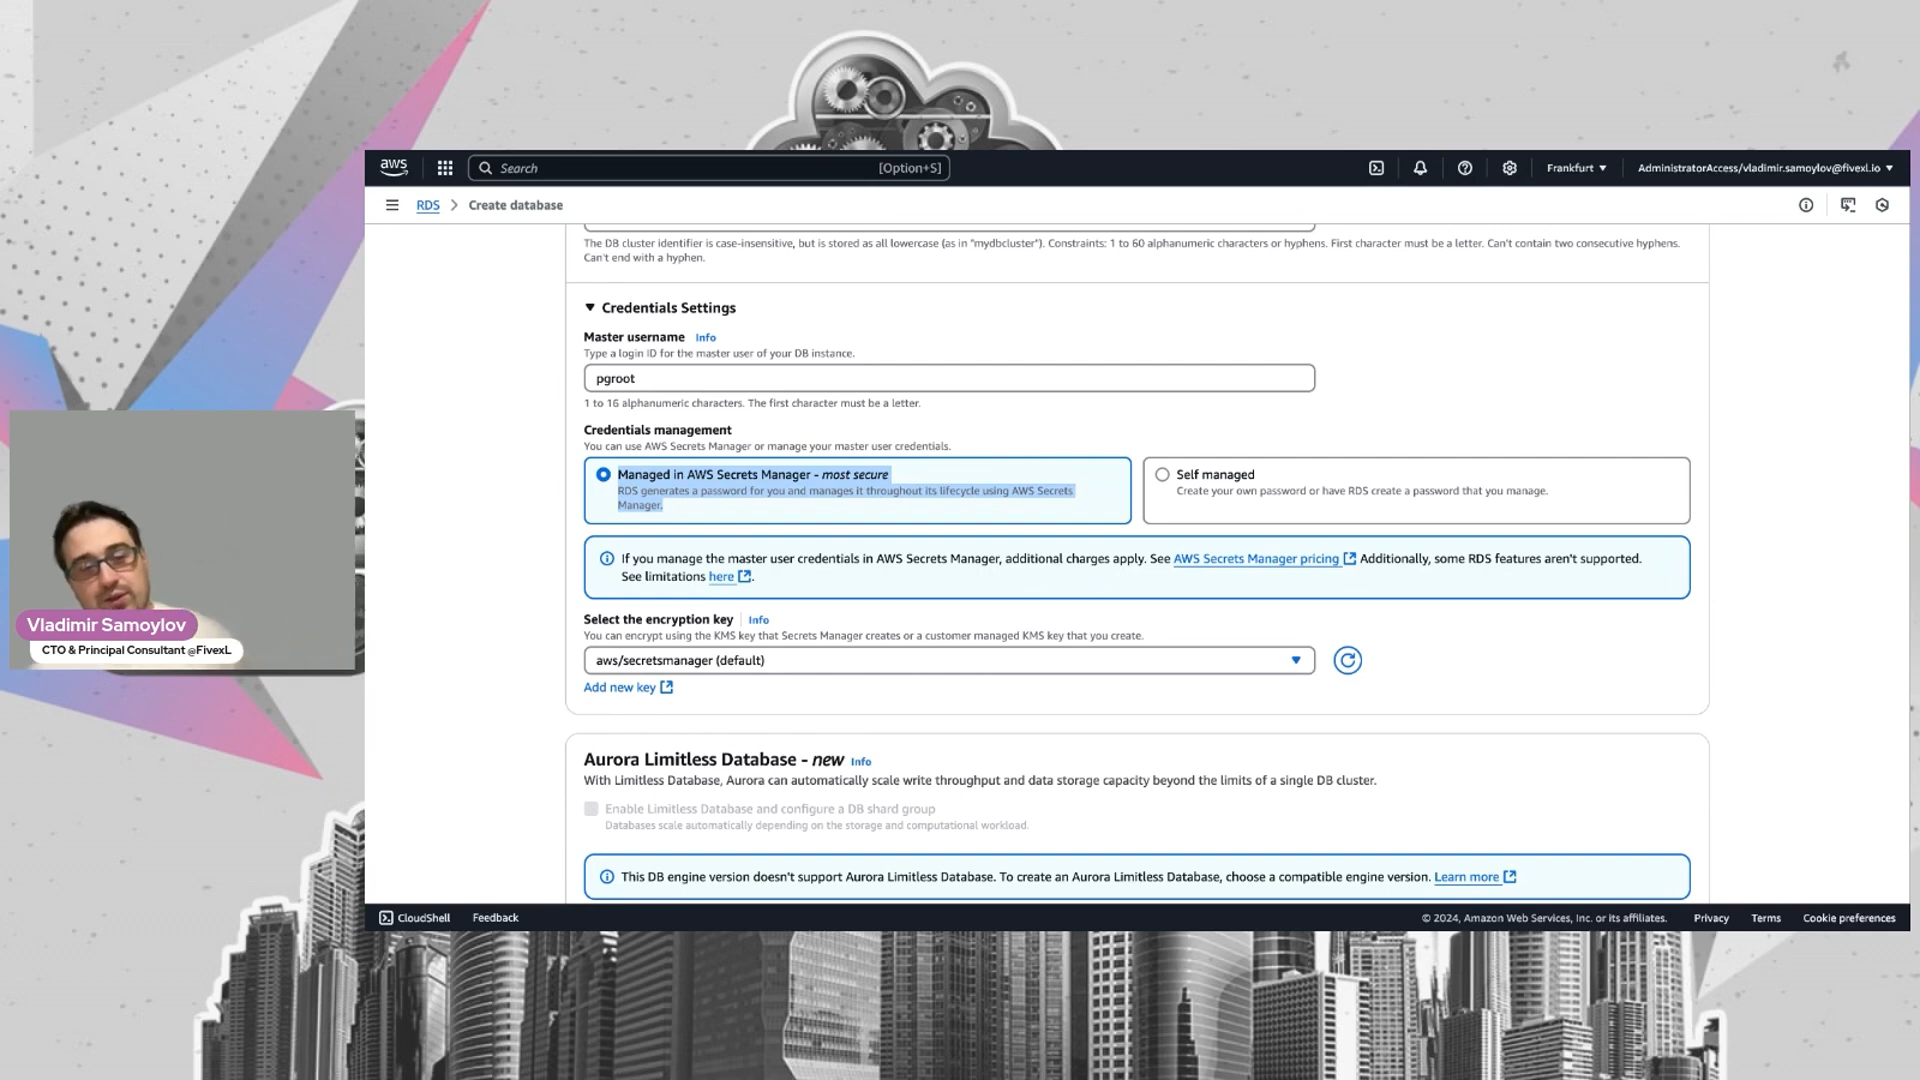 aws
Search [Option+S]
Frankfurt
AdministratorAccess/vladimir.samoylov@fivexl.io
RDS > Create database
The DB cluster identifier is case-insensitive, but is stored as all lowercase (as in "mydbcluster"). Constraints: 1 to 60 alphanumeric characters or hyphens. First character must be a letter. Can't contain two consecutive hyphens.
Can't end with a hyphen.
Credentials Settings
Master username Info
Type a login ID for the master user of your DB instance.
pgroot
1 to 16 alphanumeric characters. The first character must be a letter.
Credentials management
You can use AWS Secrets Manager or manage your master user credentials.
Managed in AWS Secrets Manager - most secure
RDS generates a password for you and manages it throughout its lifecycle using AWS Secrets
Manager.
Self managed
Create your own password or have RDS create a password that you manage.
If you manage the master user credentials in AWS Secrets Manager, additional charges apply. See AWS Secrets Manager pricing Additionally, some RDS features aren't supported.
See limitations here.
Select the encryption key Info
You can encrypt using the KMS key that Secrets Manager creates or a customer managed KMS key that you create.
aws/secretsmanager (default)
Add new key
Aurora Limitless Database - new Info
With Limitless Database, Aurora can automatically scale write throughput and data storage capacity beyond the limits of a single DB cluster.
Enable Limitless Database and configure a DB shard group
Databases scale automatically depending on the storage and computational workload.
This DB engine version doesn't support Aurora Limitless Database. To create an Aurora Limitless Database, choose a compatible engine version. Learn more
CloudShell Feedback
© 2024, Amazon Web Services, Inc. or its affiliates. Privacy Terms Cookie preferences
Vladimir Samoylov
CTO & Principal Consultant @FivexL